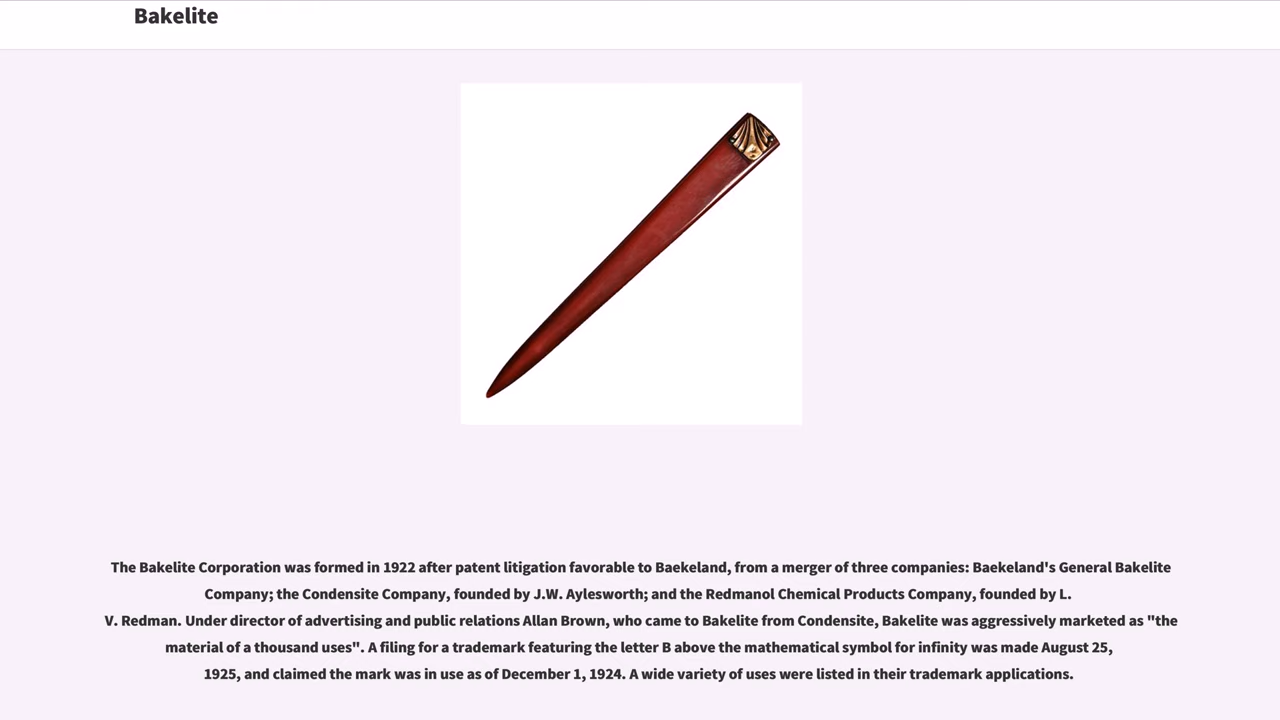 Bakelite
The Bakelite Corporation was formed in 1922 after patent litigation favorable to Baekeland, from a merger of three companies: Baekeland's General Bakelite
Company; the Condensite Company, founded by J.W. Aylesworth; and the Redmanol Chemical Products Company, founded by L.
V. Redman. Under director of advertising and public relations Allan Brown, who came to Bakelite from Condensite, Bakelite was aggressively marketed as "the
material of a thousand uses". A filing for a trademark featuring the letter B above the mathematical symbol for infinity was made August 25,
1925, and claimed the mark was in use as of December 1, 1924. A wide variety of uses were listed in their trademark applications.